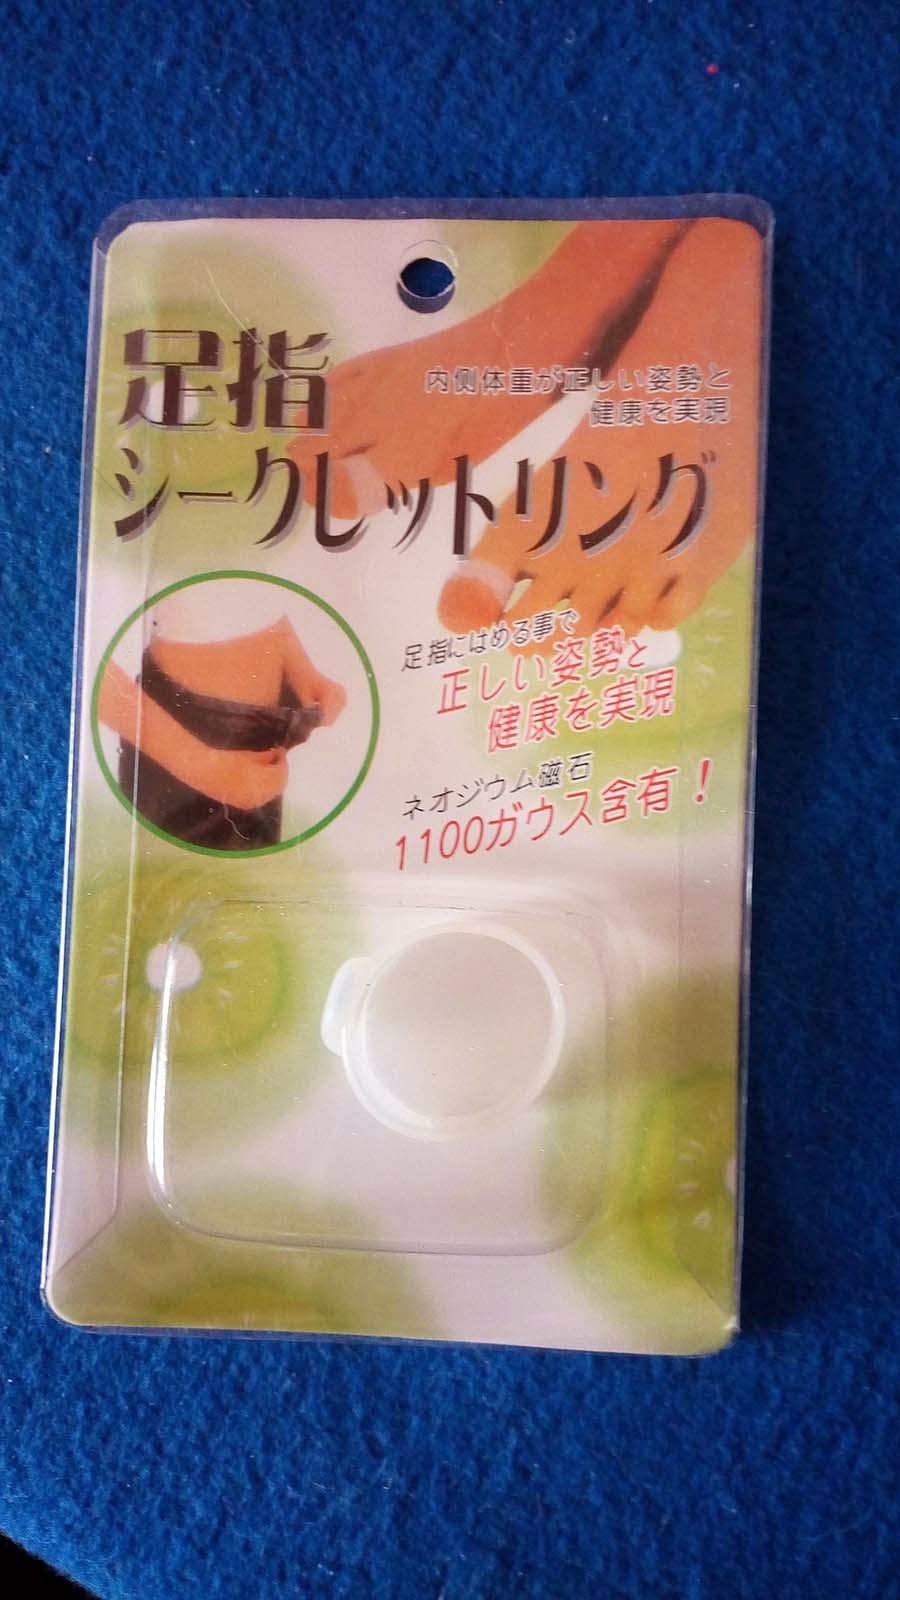 足指
内側体重が正しい姿勢と
健康を実現
シークレットリング
足指にはめる事で
正しい姿勢と
健康を実現
ネオジウム磁石
1100ガウス含有！